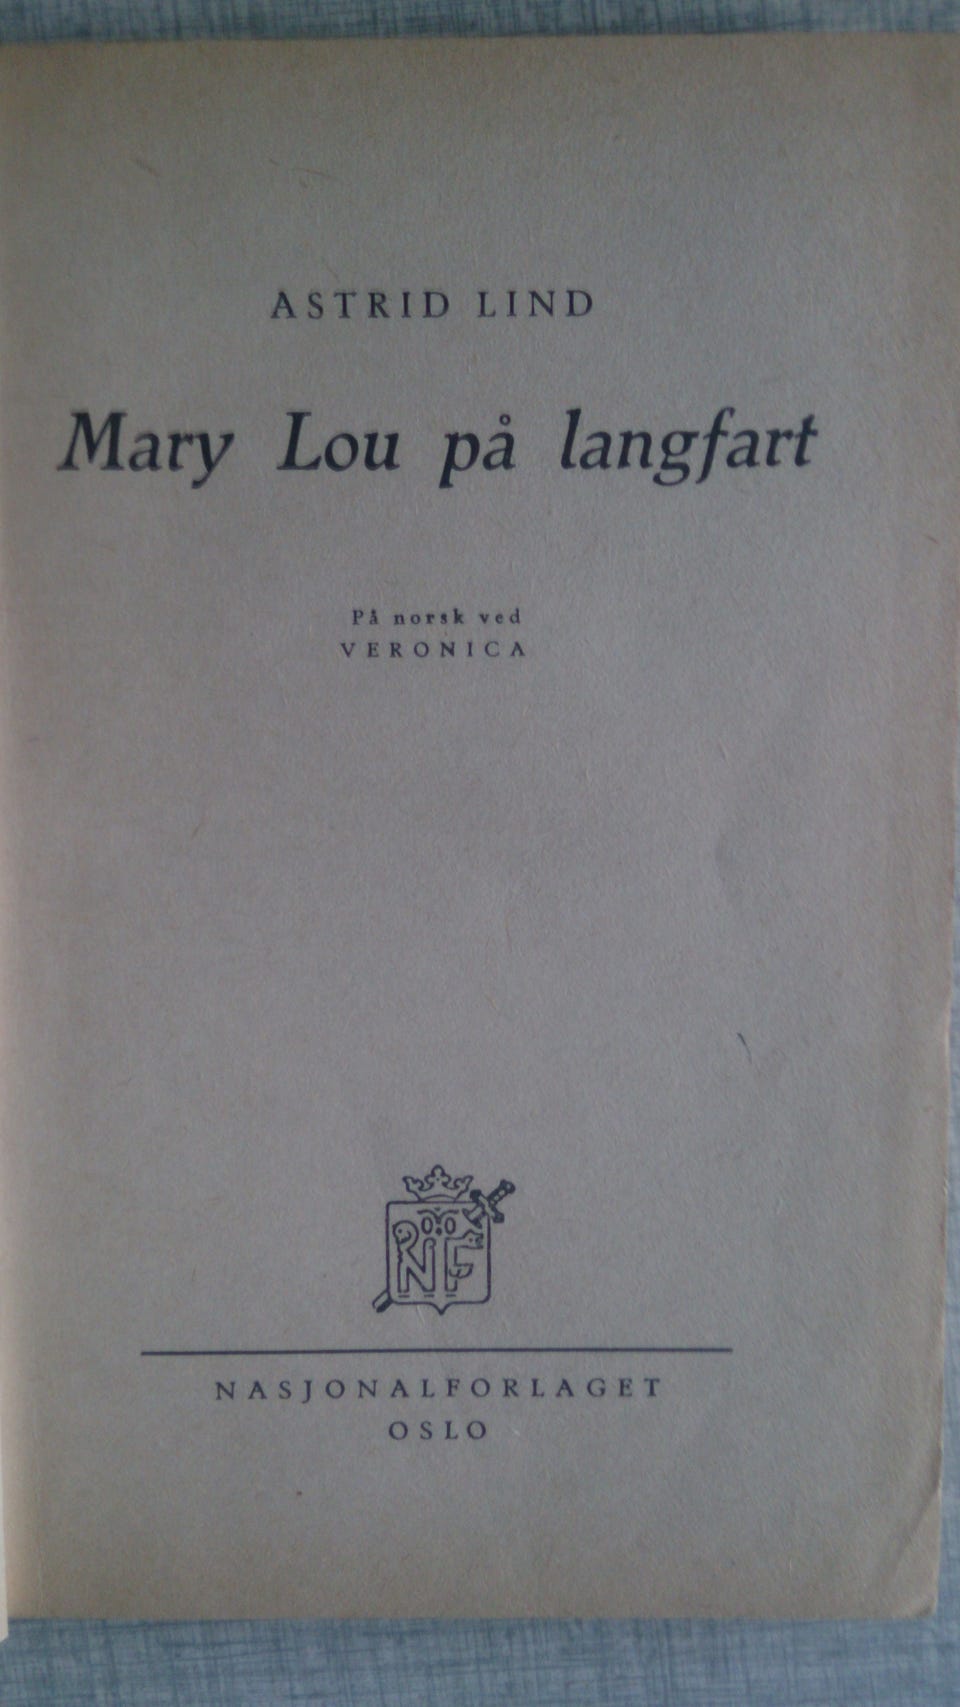 ASTRID LIND
Mary Lou på langfart
På norsk ved
VERONICA
NF
NASJONALFORLAGET
OSLO